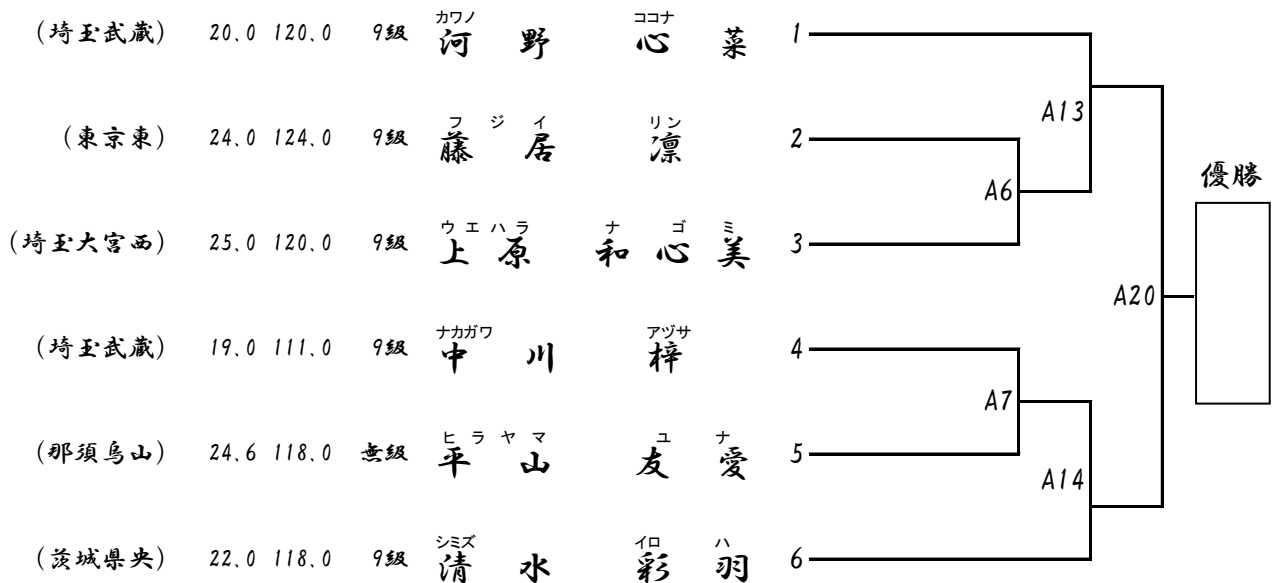 カワノ ココナ
(埼玉武蔵) 20.0 120.0 9級 河野 心菜 1
A13
フジイ リン
(東京東) 24.0 124.0 9級 藤居 凛 2
A6
優勝
ウエハラ ナゴミ
(埼玉大宮西) 25.0 120.0 9級 上原 和心美 3
A20
ナカガワ アヅサ
(埼玉武蔵) 19.0 111.0 9級 中川 梓 4
A7
ヒラヤマ ユナ
(那須烏山) 24.6 118.0 無級 平山 友愛 5
A14
シミズ イロハ
(茨城県央) 22.0 118.0 9級 清水 彩羽 6